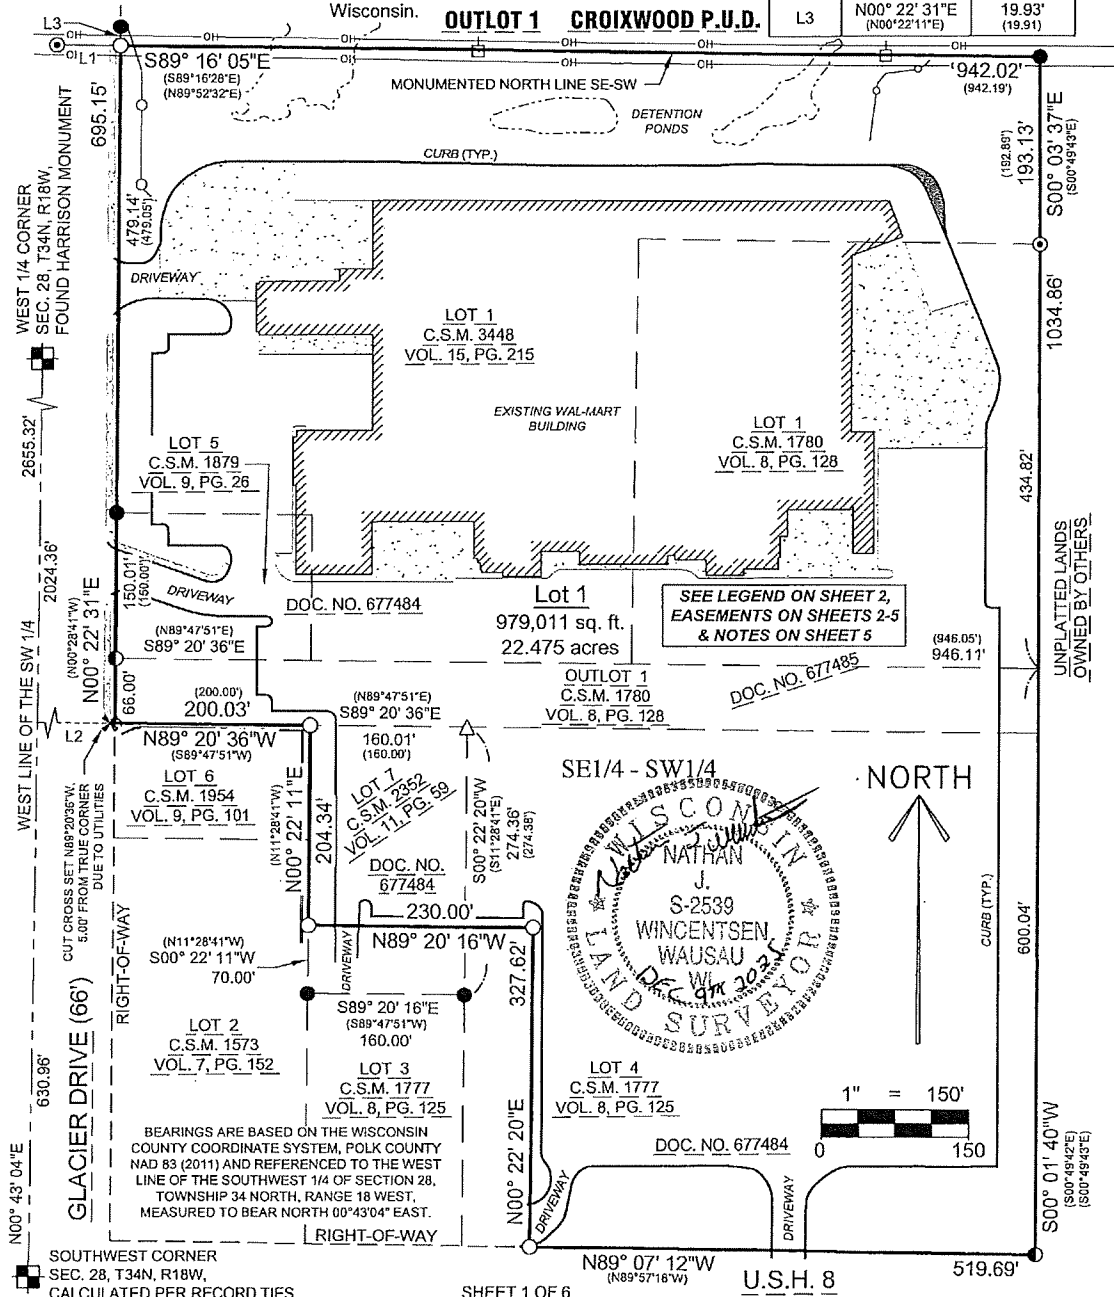 Wisconsin.
OUTLOT 1 CROIXWOOD P.U.D.
L3
N00° 22' 31"E
(N00°22'11"E)
19.93'
(19.91)
L3
OH
OH
OH
OH
OH
OH
OH
OH
L1
S89° 16' 05"E
(S89°16'28"E)
(N89°52'32"E)
MONUMENTED NORTH LINE SE-SW
942.02'
(942.19')
DETENTION
PONDS
CURB (TYP.)
695.15'
479.14'
(479.05')
(192.89')
193.13'
S00° 03' 37"E
(S00°49'43"E)
WEST 1/4 CORNER
SEC. 28, T34N, R18W,
FOUND HARRISON MONUMENT
DRIVEWAY
LOT 1
C.S.M. 3448
VOL. 15, PG. 215
1034.86'
EXISTING WAL-MART
BUILDING
LOT 1
C.S.M. 1780
VOL. 8, PG. 128
LOT 5
C.S.M. 1879
VOL. 9, PG. 26
2655.32'
434.82'
2024.36'
150.01'
(150.00')
DRIVEWAY
DOC. NO. 677484
Lot 1
979,011 sq. ft.
22.475 acres
SEE LEGEND ON SHEET 2,
EASEMENTS ON SHEETS 2-5
& NOTES ON SHEET 5
UNPLATTED LANDS
OWNED BY OTHERS
(N00°28'41"W)
N00° 22' 31"E
(N89°47'51"E)
S89° 20' 36"E
(946.05')
946.11'
66.00'
OUTLOT 1
C.S.M. 1780
VOL. 8, PG. 128
DOC. NO. 677485
(200.00')
200.03'
(N89°47'51"E)
S89° 20' 36"E
160.01'
(160.00')
L2
N89° 20' 36"W
(S89°47'51"W)
WEST LINE OF THE SW 1/4
CUT CROSS SET N89°20'36"W,
5.00' FROM TRUE CORNER
DUE TO UTILITIES
LOT 6
C.S.M. 1954
VOL. 9, PG. 101
(N11°28'41"W)
N00° 22' 11"E
204.34'
LOT 7
C.S.M. 2352
VOL. 11, PG. 59
S00° 22' 20"W
(S11°28'41"E)
274.36'
(274.38')
SE1/4 - SW1/4
NORTH
WISCONSIN
NATHAN
J.
S-2539
WINCENTSEN
WAUSAU
WI
DEC 9TH 2025
LAND SURVEYOR
DOC. NO.
677484
230.00'
N89° 20' 16"W
CURB (TYP.)
600.04'
(N11°28'41"W)
S00° 22' 11"W
70.00'
DRIVEWAY
327.62'
RIGHT-OF-WAY
GLACIER DRIVE (66')
S89° 20' 16"E
(S89°47'51"W)
160.00'
LOT 2
C.S.M. 1573
VOL. 7, PG. 152
LOT 3
C.S.M. 1777
VOL. 8, PG. 125
LOT 4
C.S.M. 1777
VOL. 8, PG. 125
1" = 150'
0 150
630.96'
N00° 43' 04"E
BEARINGS ARE BASED ON THE WISCONSIN
COUNTY COORDINATE SYSTEM, POLK COUNTY
NAD 83 (2011) AND REFERENCED TO THE WEST
LINE OF THE SOUTHWEST 1/4 OF SECTION 28,
TOWNSHIP 34 NORTH, RANGE 18 WEST,
MEASURED TO BEAR NORTH 00°43'04" EAST.
N00° 22' 20"E
DOC. NO. 677484
S00° 01' 40"W
(S00°49'42"E)
(S00°49'43"E)
DRIVEWAY
DRIVEWAY
RIGHT-OF-WAY
SOUTHWEST CORNER
SEC. 28, T34N, R18W,
CALCULATED PER RECORD TIES
N89° 07' 12"W
(N89°57'18"W)
519.69'
U.S.H. 8
SHEET 1 OF 6